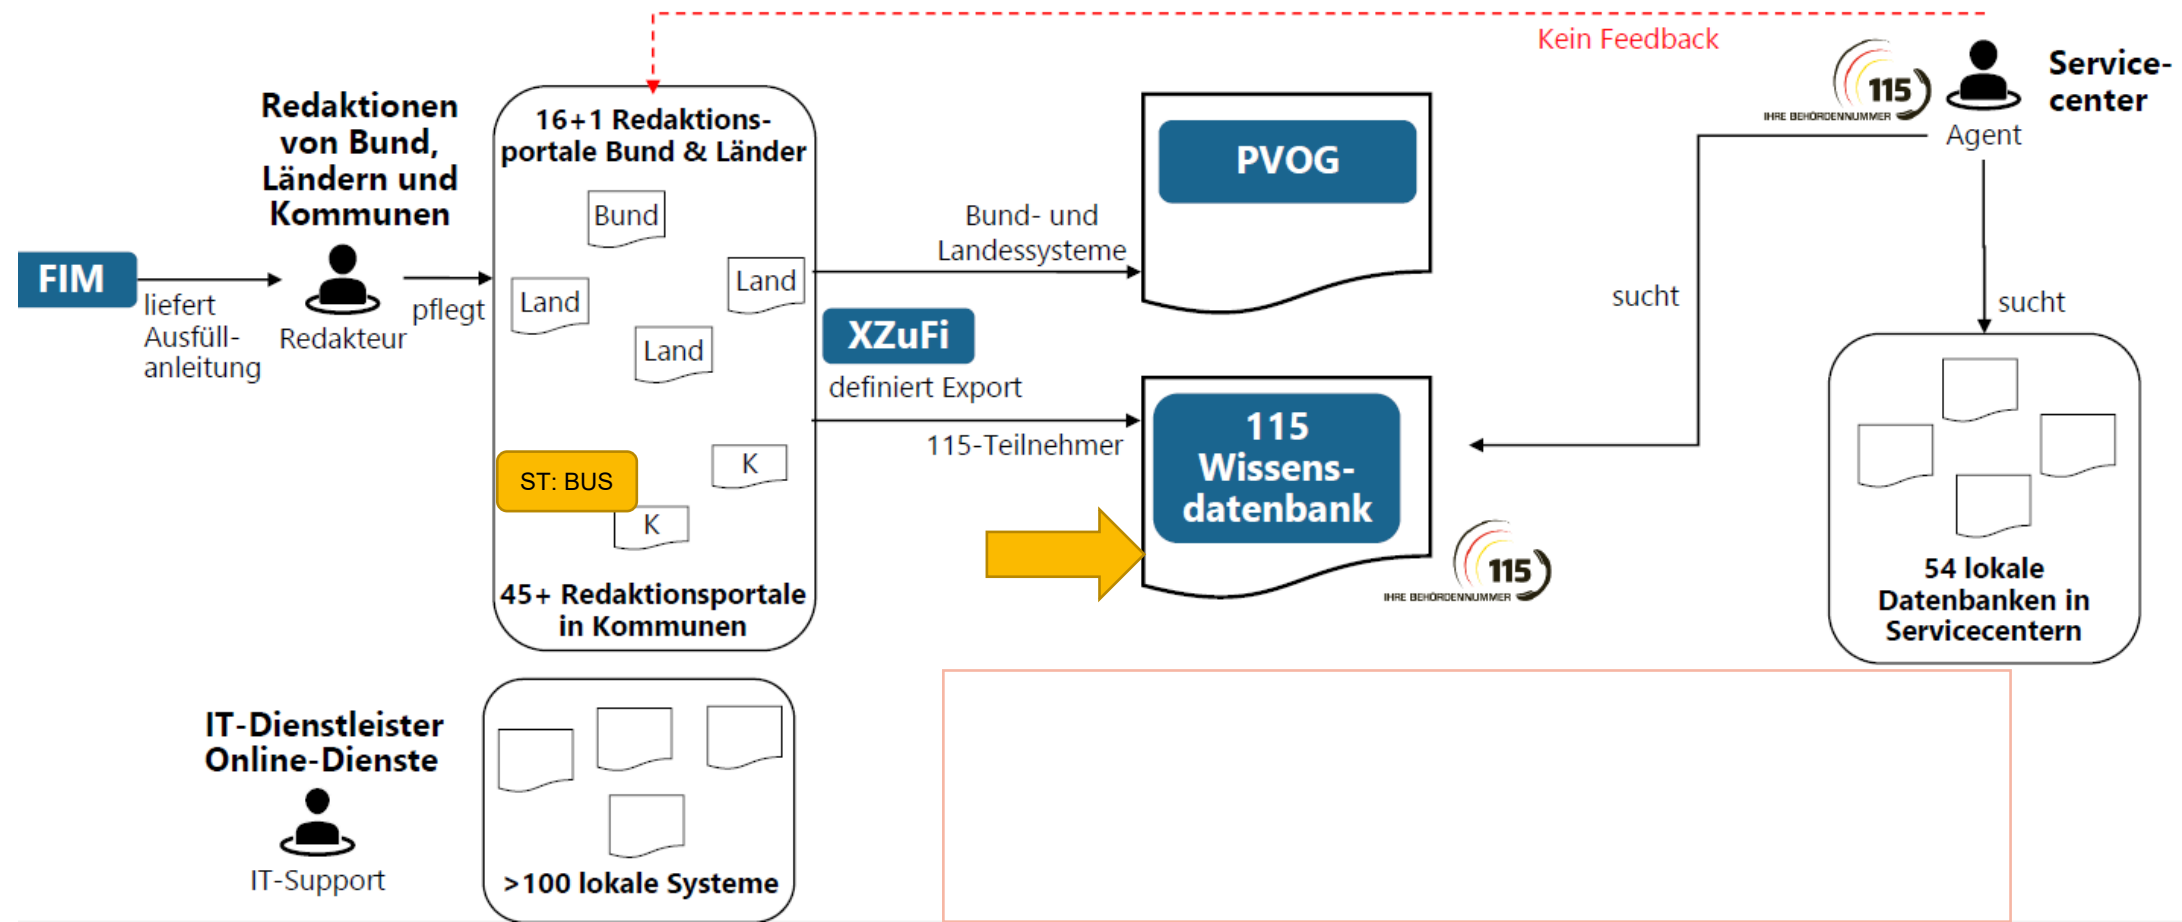 Kein Feedback
115
IHRE BEHÖRDENNUMMER
Agent
Service-
center
Redaktionen
von Bund,
Ländern und
Kommunen
FIM
liefert
Ausfüll-
anleitung
Redakteur
pflegt
16+1 Redaktions-
portale Bund & Länder
Bund
Land
Land
Land
K
ST: BUS
K
45+ Redaktionsportale
in Kommunen
Bund- und
Landessysteme
XZuFi
definiert Export
115-Teilnehmer
PVOG
115
Wissens-
datenbank
115
IHRE BEHÖRDENNUMMER
sucht
sucht
54 lokale
Datenbanken in
Servicecentern
IT-Dienstleister
Online-Dienste
IT-Support
>100 lokale Systeme